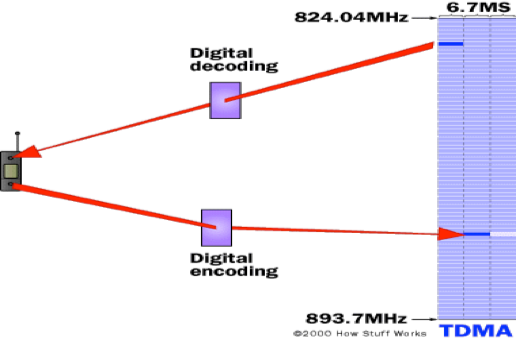 6.7MS
824.04MHz
Digital
decoding
Digital
encoding
893.7MHz
©2000 How Stuff Works
TDMA